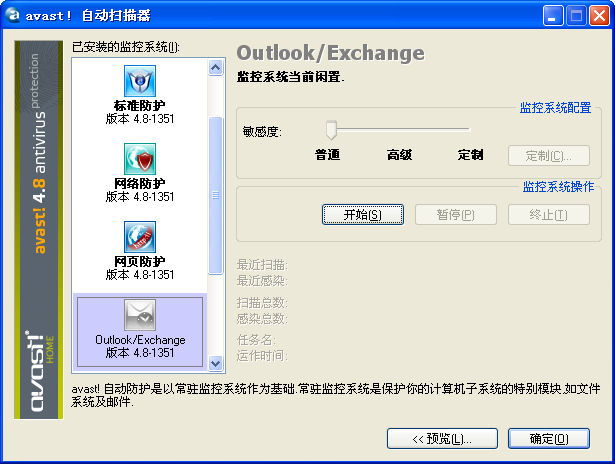 avast! 自动扫描器
已安装的监控系统(I):
标准防护
版本 4.8-1351
网络防护
版本 4.8-1351
网页防护
版本 4.8-1351
Outlook/Exchange
版本 4.8-1351
avast! 4.8 antivirus protection
avast! HOME
Outlook/Exchange
监控系统当前闲置.
监控系统配置
敏感度:
普通 高级 定制
定制(C)...
监控系统操作
开始(S) 暂停(P) 终止(T)
最近扫描:
最近感染:
扫描总数:
感染总数:
任务名:
运作时间:
avast! 自动防护是以常驻监控系统作为基础.常驻监控系统是保护你的计算机子系统的特别模块,如文件
系统及邮件.
<< 预览(L)... 确定(O)